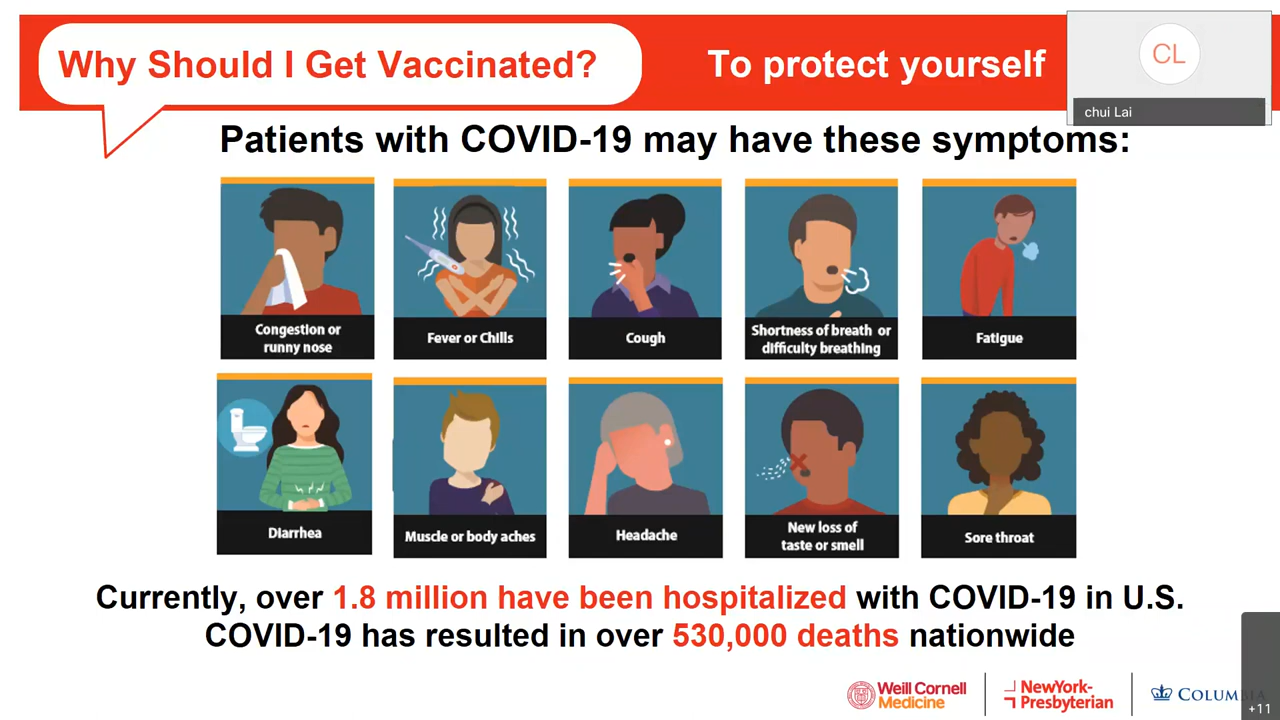 Why Should I Get Vaccinated?
To protect yourself
CL
chui Lai
Patients with COVID-19 may have these symptoms:
Congestion or
runny nose
Fever or Chills
Cough
Shortness of breath or
difficulty breathing
Fatigue
Diarrhea
Muscle or body aches
Headache
New loss of
taste or smell
Sore throat
Currently, over 1.8 million have been hospitalized with COVID-19 in U.S.
COVID-19 has resulted in over 530,000 deaths nationwide
Weill Cornell
Medicine
NewYork-
Presbyterian
COLUMBIA
+11